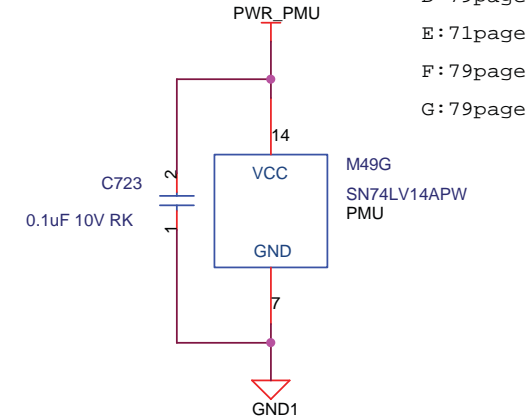 D:79page
PWR_PMU
E:71page
F:79page
G:79page
14
VCC
M49G
SN74LV14APW
PMU
C723
2
0.1uF 10V RK
1
GND
7
GND1